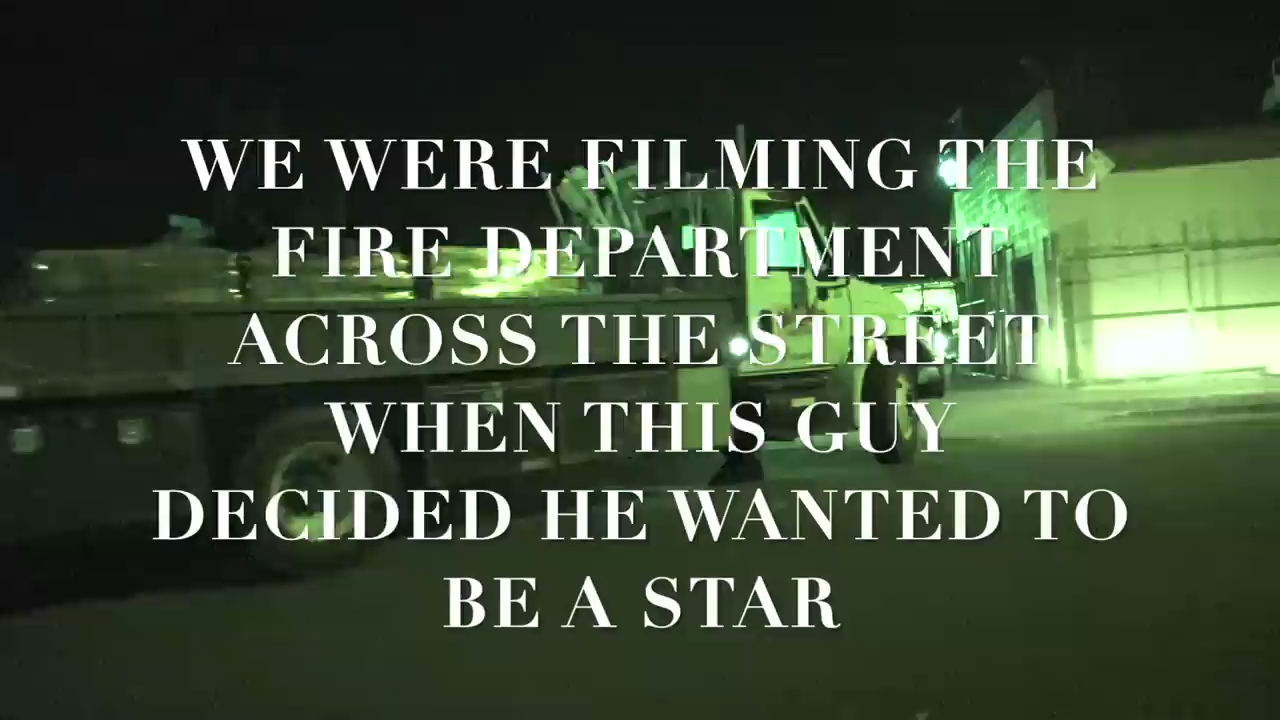 WE WERE FILMING THE
FIRE DEPARTMENT
ACROSS THE STREET
WHEN THIS GUY
DECIDED HE WANTED TO
BE A STAR